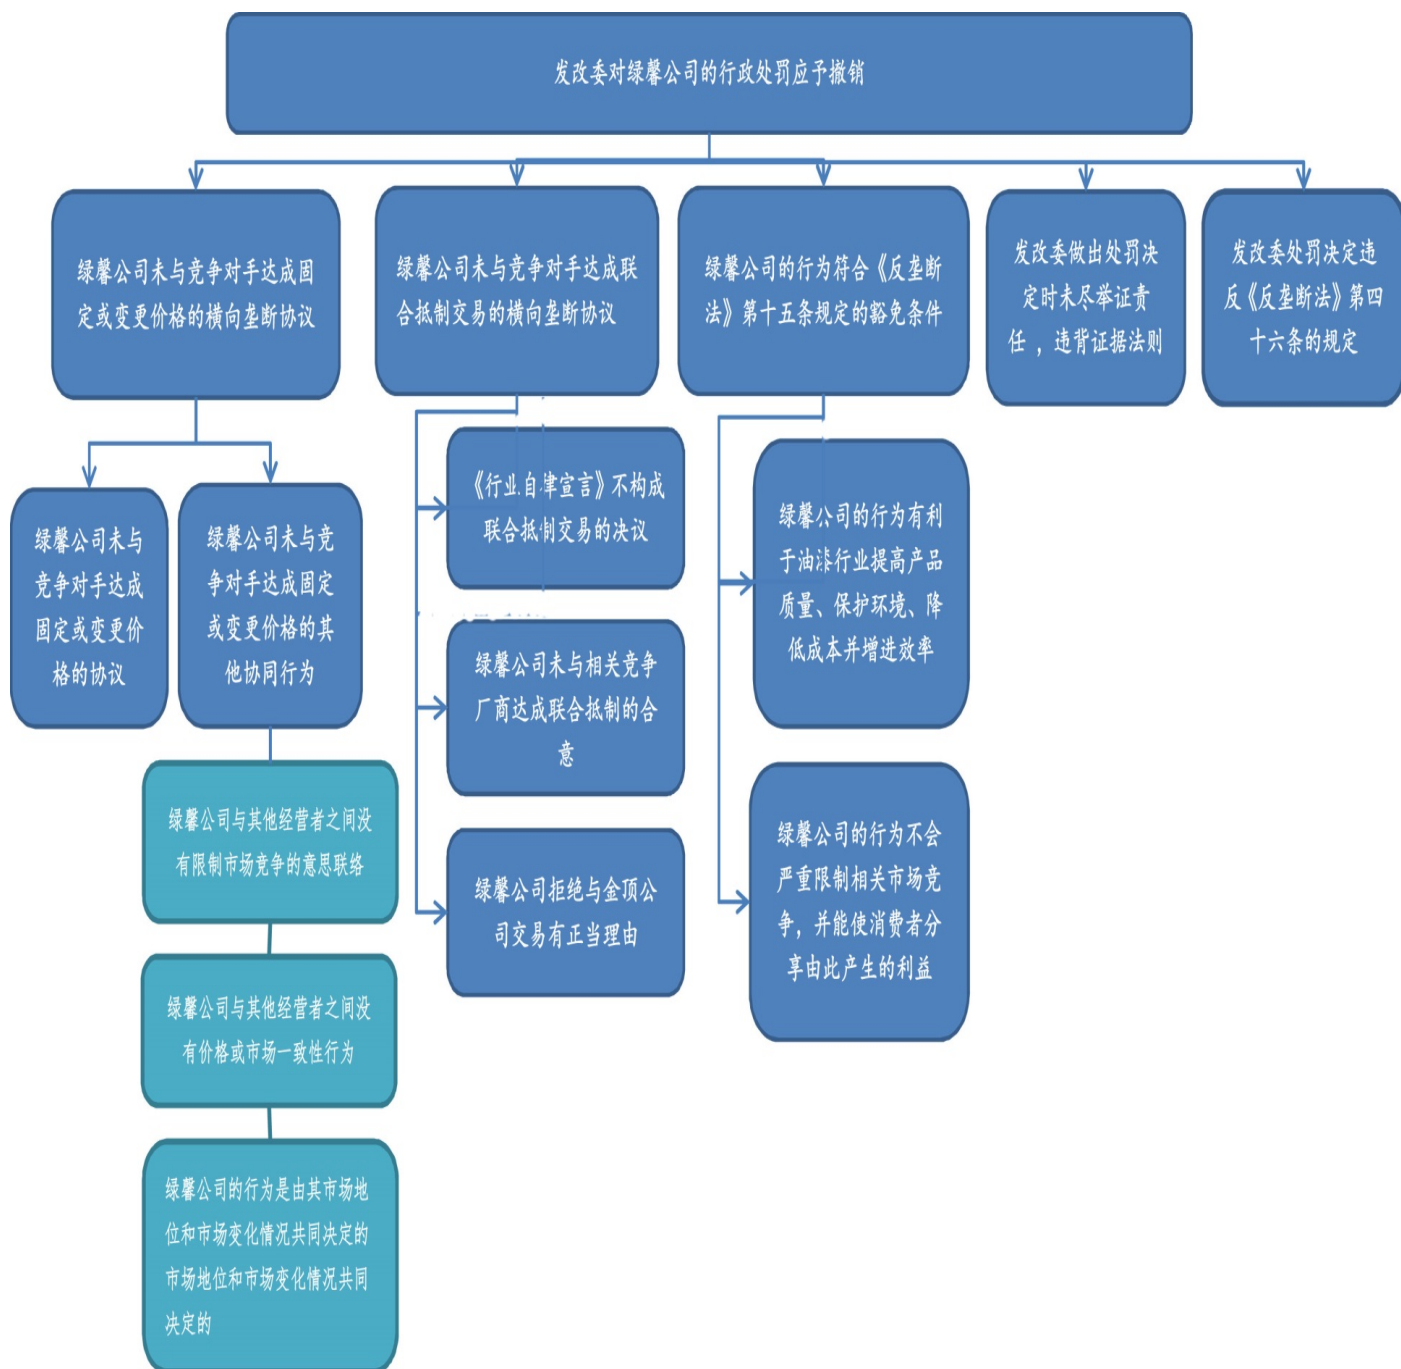 发改委对绿馨公司的行政处罚应予撤销
绿馨公司未与竞争对手达成固
定或变更价格的横向垄断协议
绿馨公司未与竞争对手达成联
合抵制交易的横向垄断协议
绿馨公司的行为符合《反垄断
法》第十五条规定的豁免条件
发改委做出处罚决
定时未尽举证责
任 ，违背证据法则
发改委处罚决定违
反《反垄断法》第四
十六条的规定
绿馨公司未与
竞争对手达成
固定或变更价
格的协议
绿馨公司未与竞
争对手达成固定
或变更价格的其
他协同行为
绿馨公司与其他经营者之间没
有限制市场竞争的意思联络
绿馨公司与其他经营者之间没
有价格或市场一致性行为
绿馨公司的行为是由其市场地
位和市场变化情况共同决定的
市场地位和市场变化情况共同
决定的
《行业自律宣言》不构成
联合抵制交易的决议
绿馨公司未与相关竞争
厂商达成联合抵制的合
意
绿馨公司拒绝与金顶公
司交易有正当理由
绿馨公司的行为有利
于油漆行业提高产品
质量、保护环境、降
低成本并增进效率
绿馨公司的行为不会
严重限制相关市场竞
争，并能使消费者分
享由此产生的利益